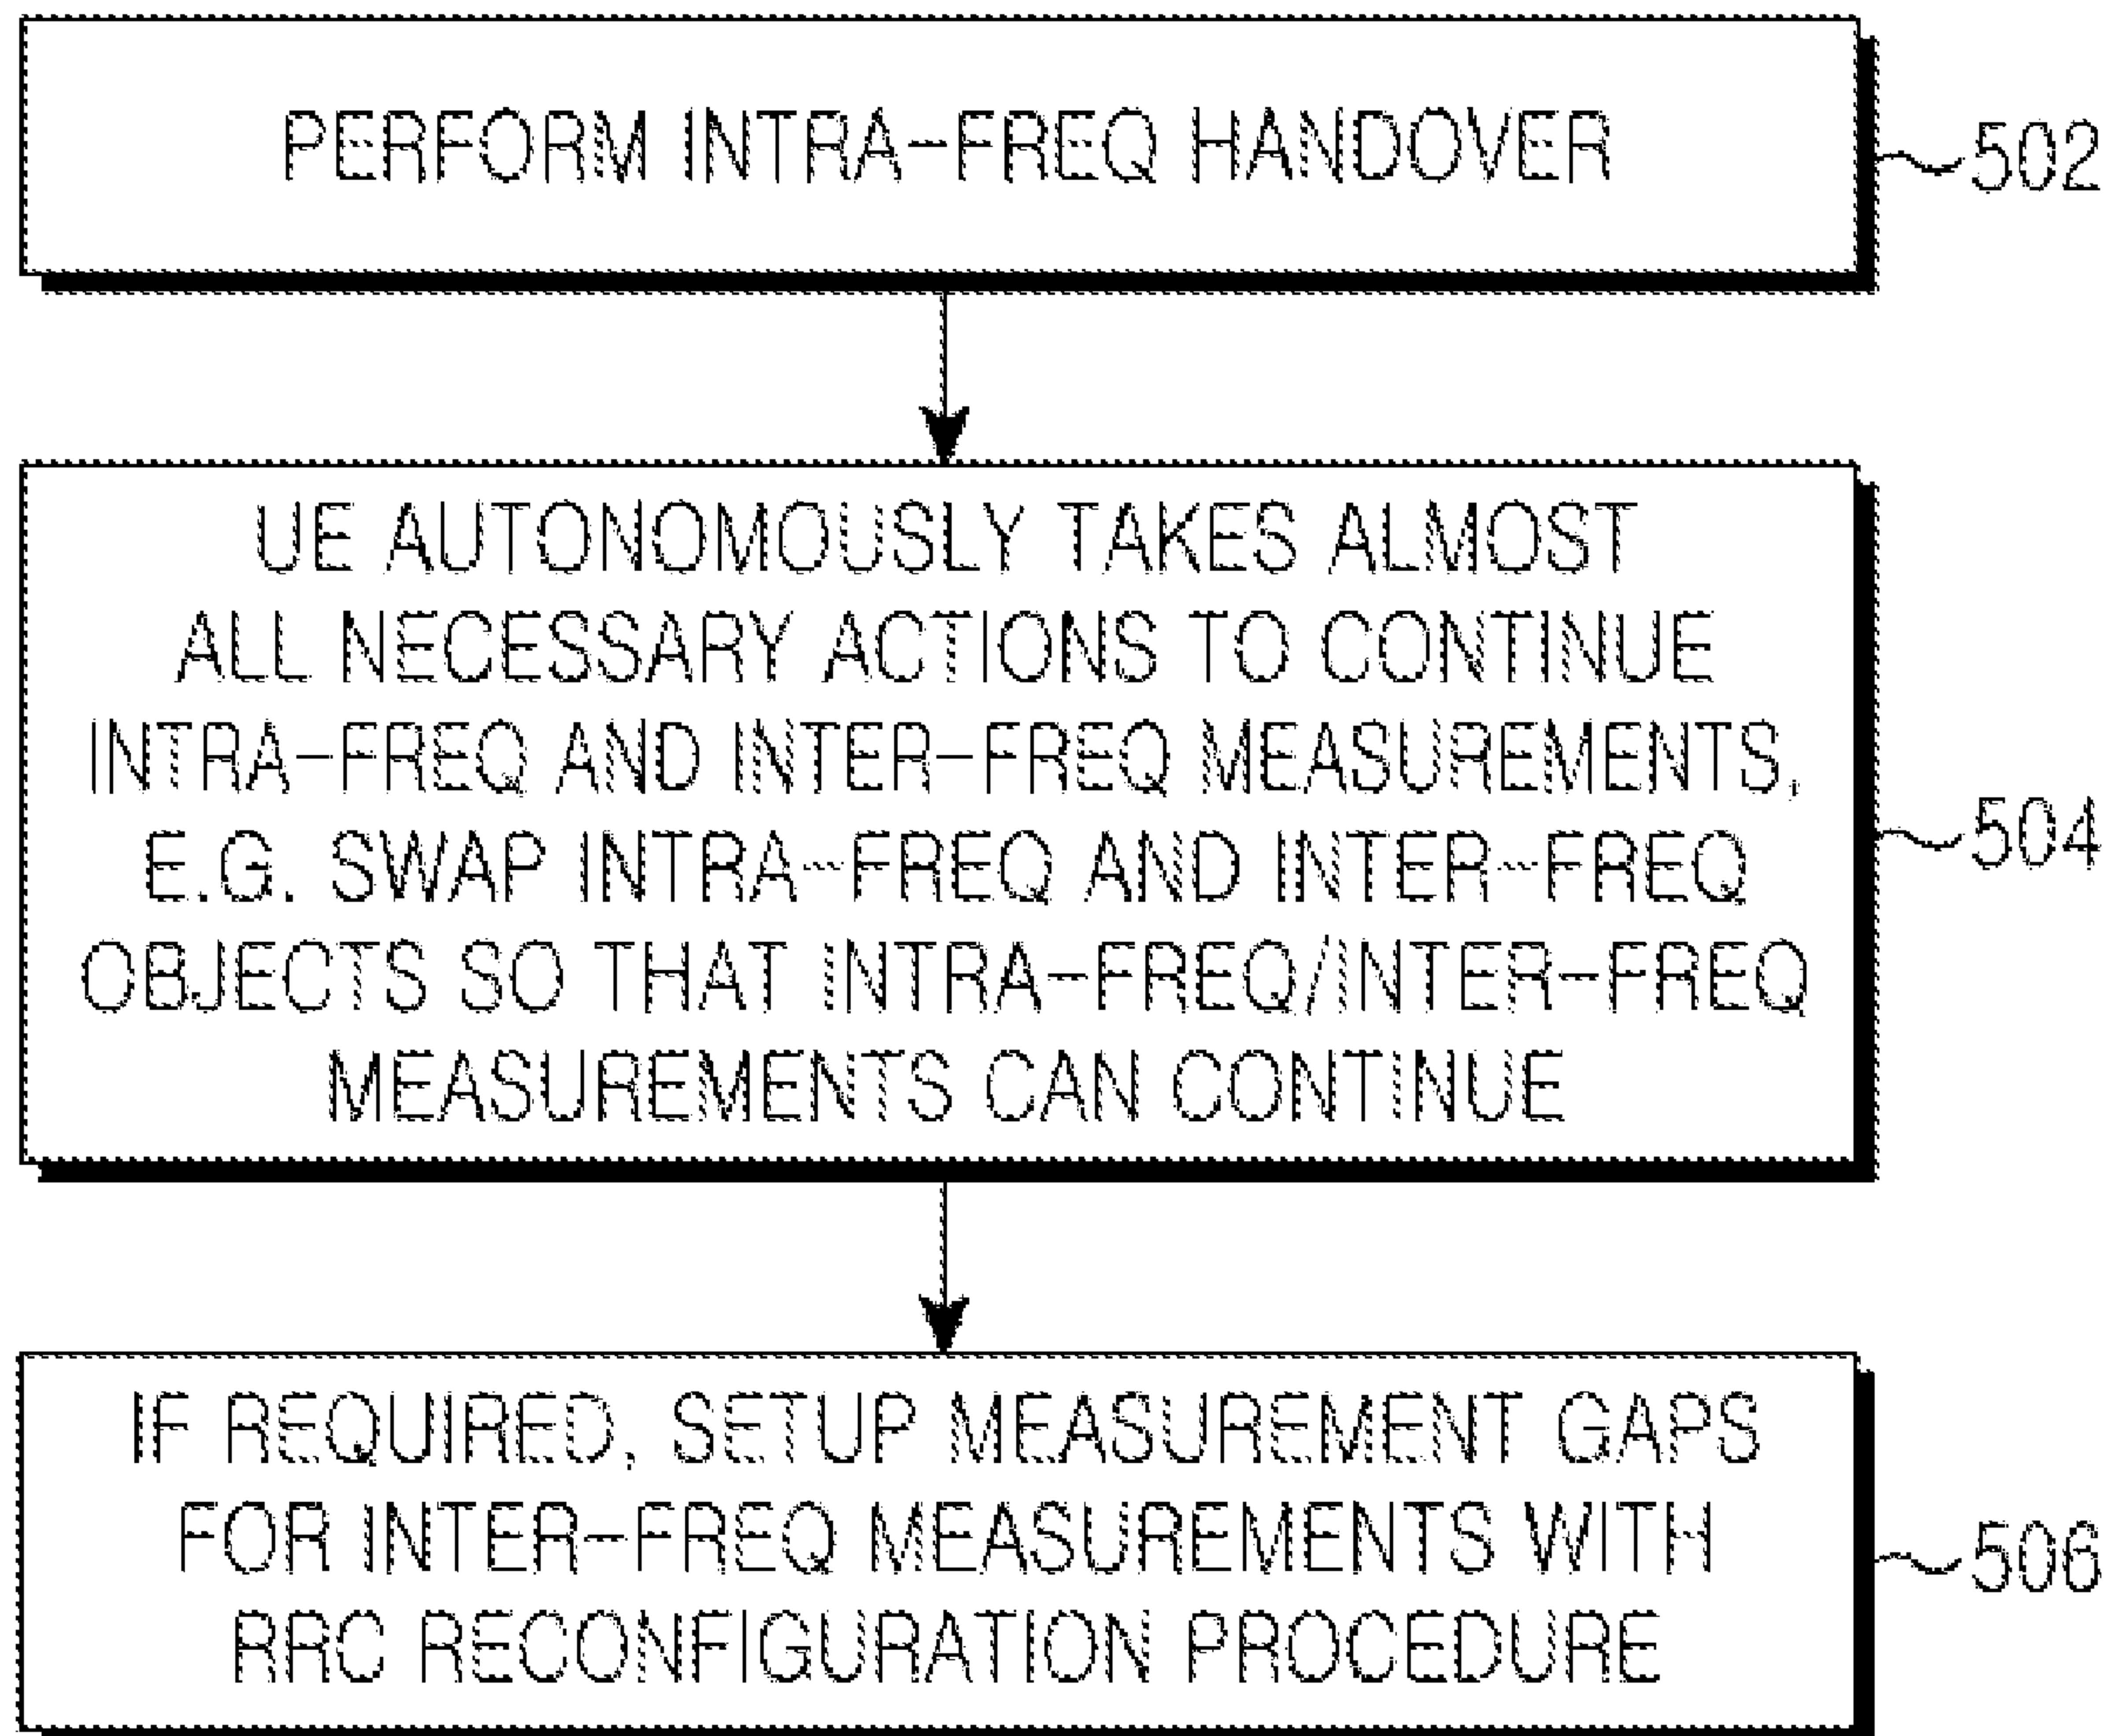 PERFORM INTRA-FREQ HANDOVER
502
UE AUTONOMOUSLY TAKES ALMOST
ALL NECESSARY ACTIONS TO CONTINUE
INTRA-FREQ AND INTER-FREQ MEASUREMENTS,
E.G. SWAP INTRA-FREQ AND INTER-FREQ
OBJECTS SO THAT INTRA-FREQ/INTER-FREQ
MEASUREMENTS CAN CONTINUE
504
IF REQUIRED, SETUP MEASUREMENT GAPS
FOR INTER-FREQ MEASUREMENTS WITH
RRC RECONFIGURATION PROCEDURE
506